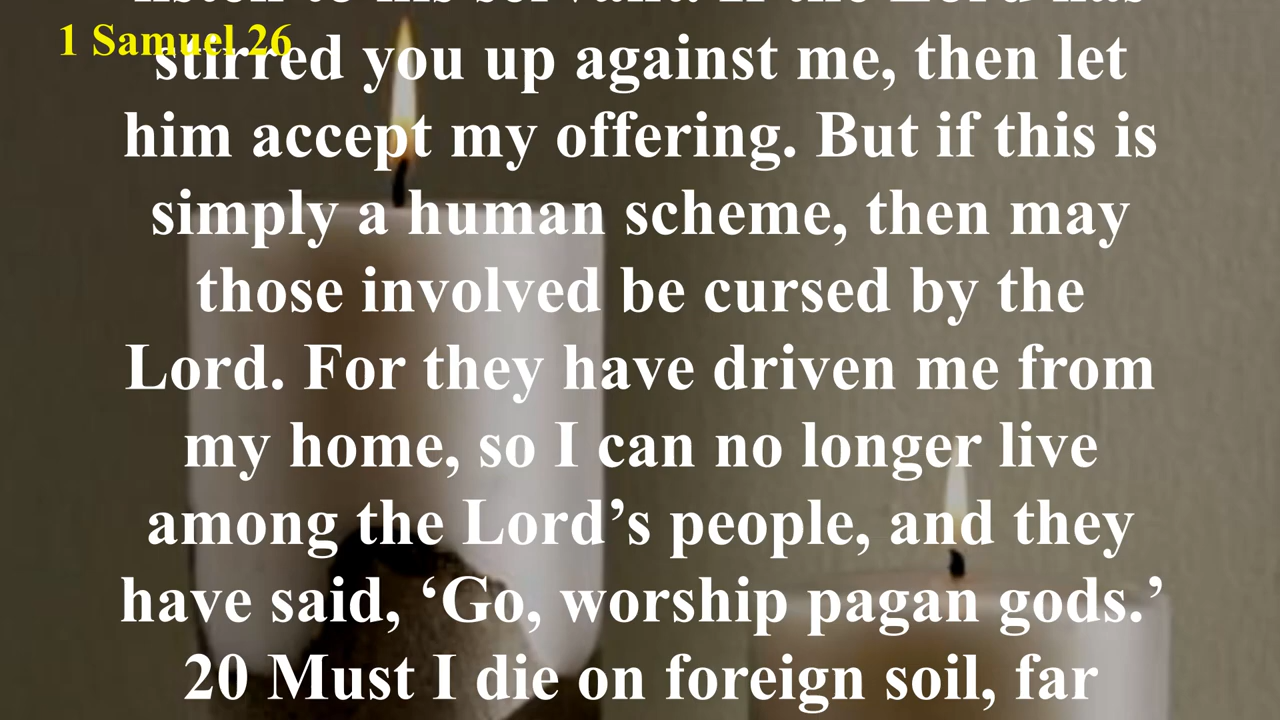 listen to his servant. If the Lord has
1 Samuel 26
stirred you up against me, then let
him accept my offering. But if this is
simply a human scheme, then may
those involved be cursed by the
Lord. For they have driven me from
my home, so I can no longer live
among the Lord’s people, and they
have said, ‘Go, worship pagan gods.’
20 Must I die on foreign soil, far